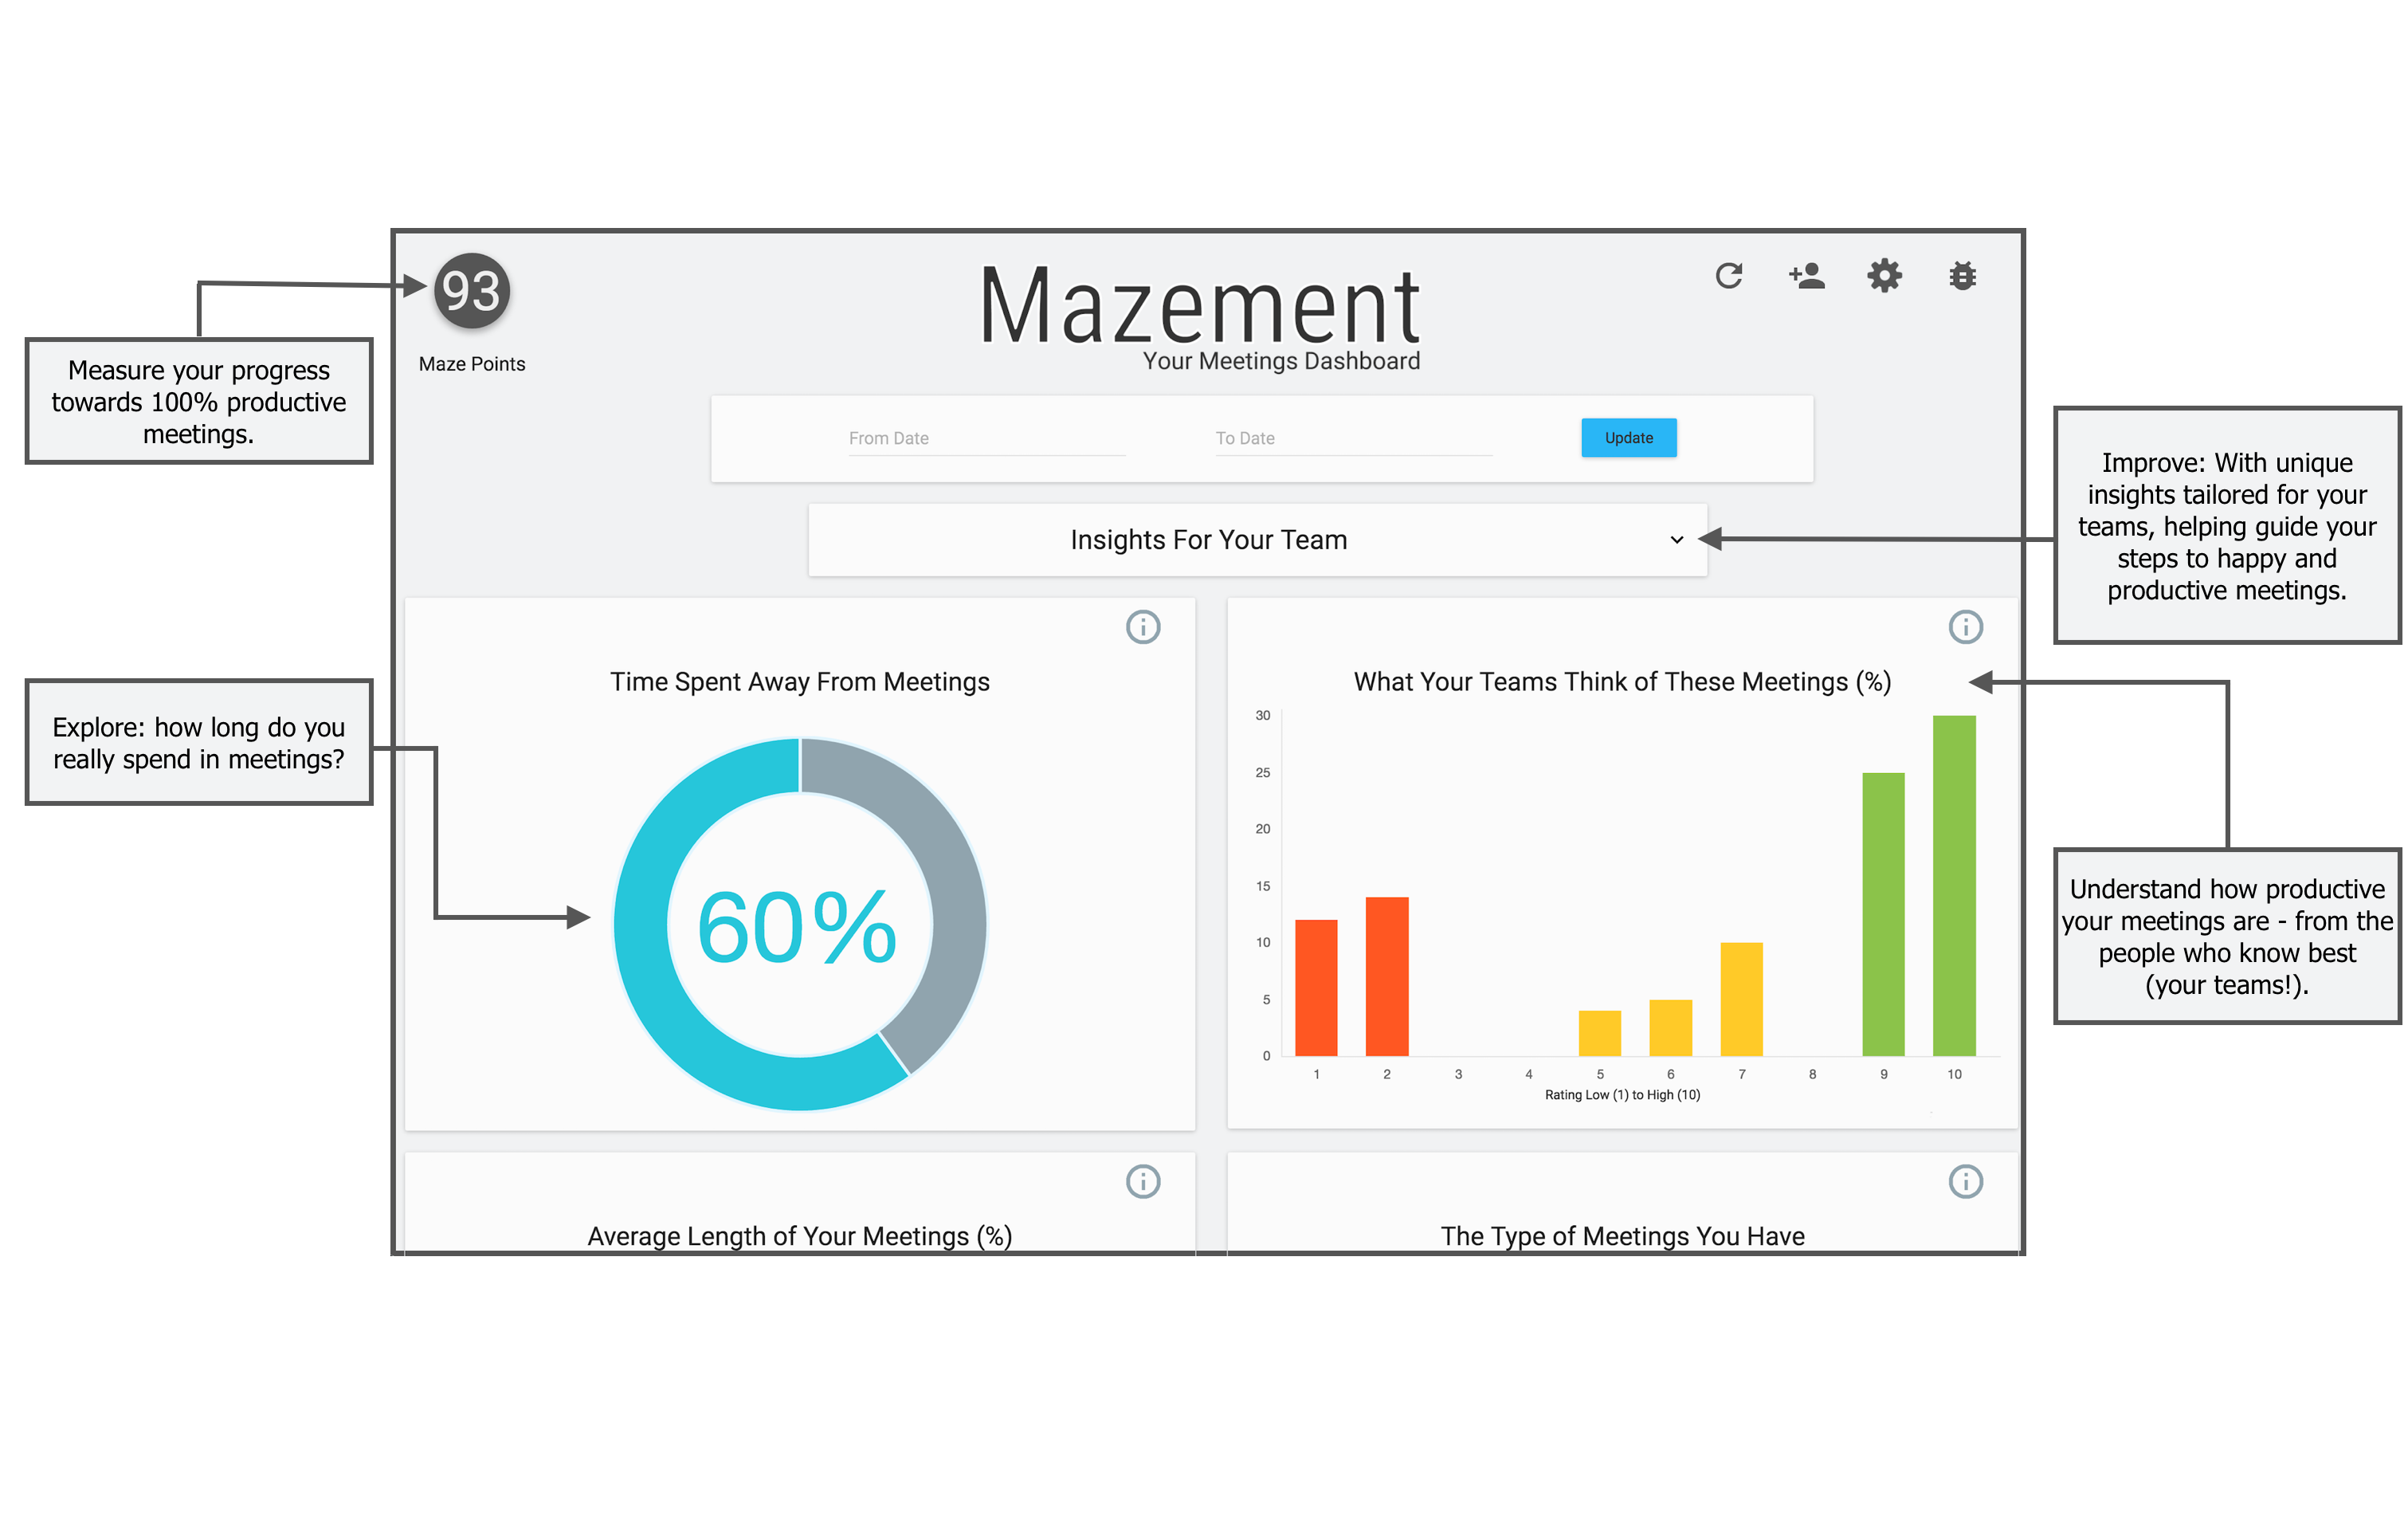 93
Maze Points
Mazement
Your Meetings Dashboard
Measure your progress
towards 100% productive
meetings.
From Date
To Date
Update
Insights For Your Team
Improve: With unique
insights tailored for your
teams, helping guide your
steps to happy and
productive meetings.
Explore: how long do you
really spend in meetings?
Time Spent Away From Meetings
60%
What Your Teams Think of These Meetings (%)
30
25
20
15
10
5
0
1 2 3 4 5 6 7 8 9 10
Rating Low (1) to High (10)
Understand how productive
your meetings are - from the
people who know best
(your teams!).
Average Length of Your Meetings (%)
The Type of Meetings You Have